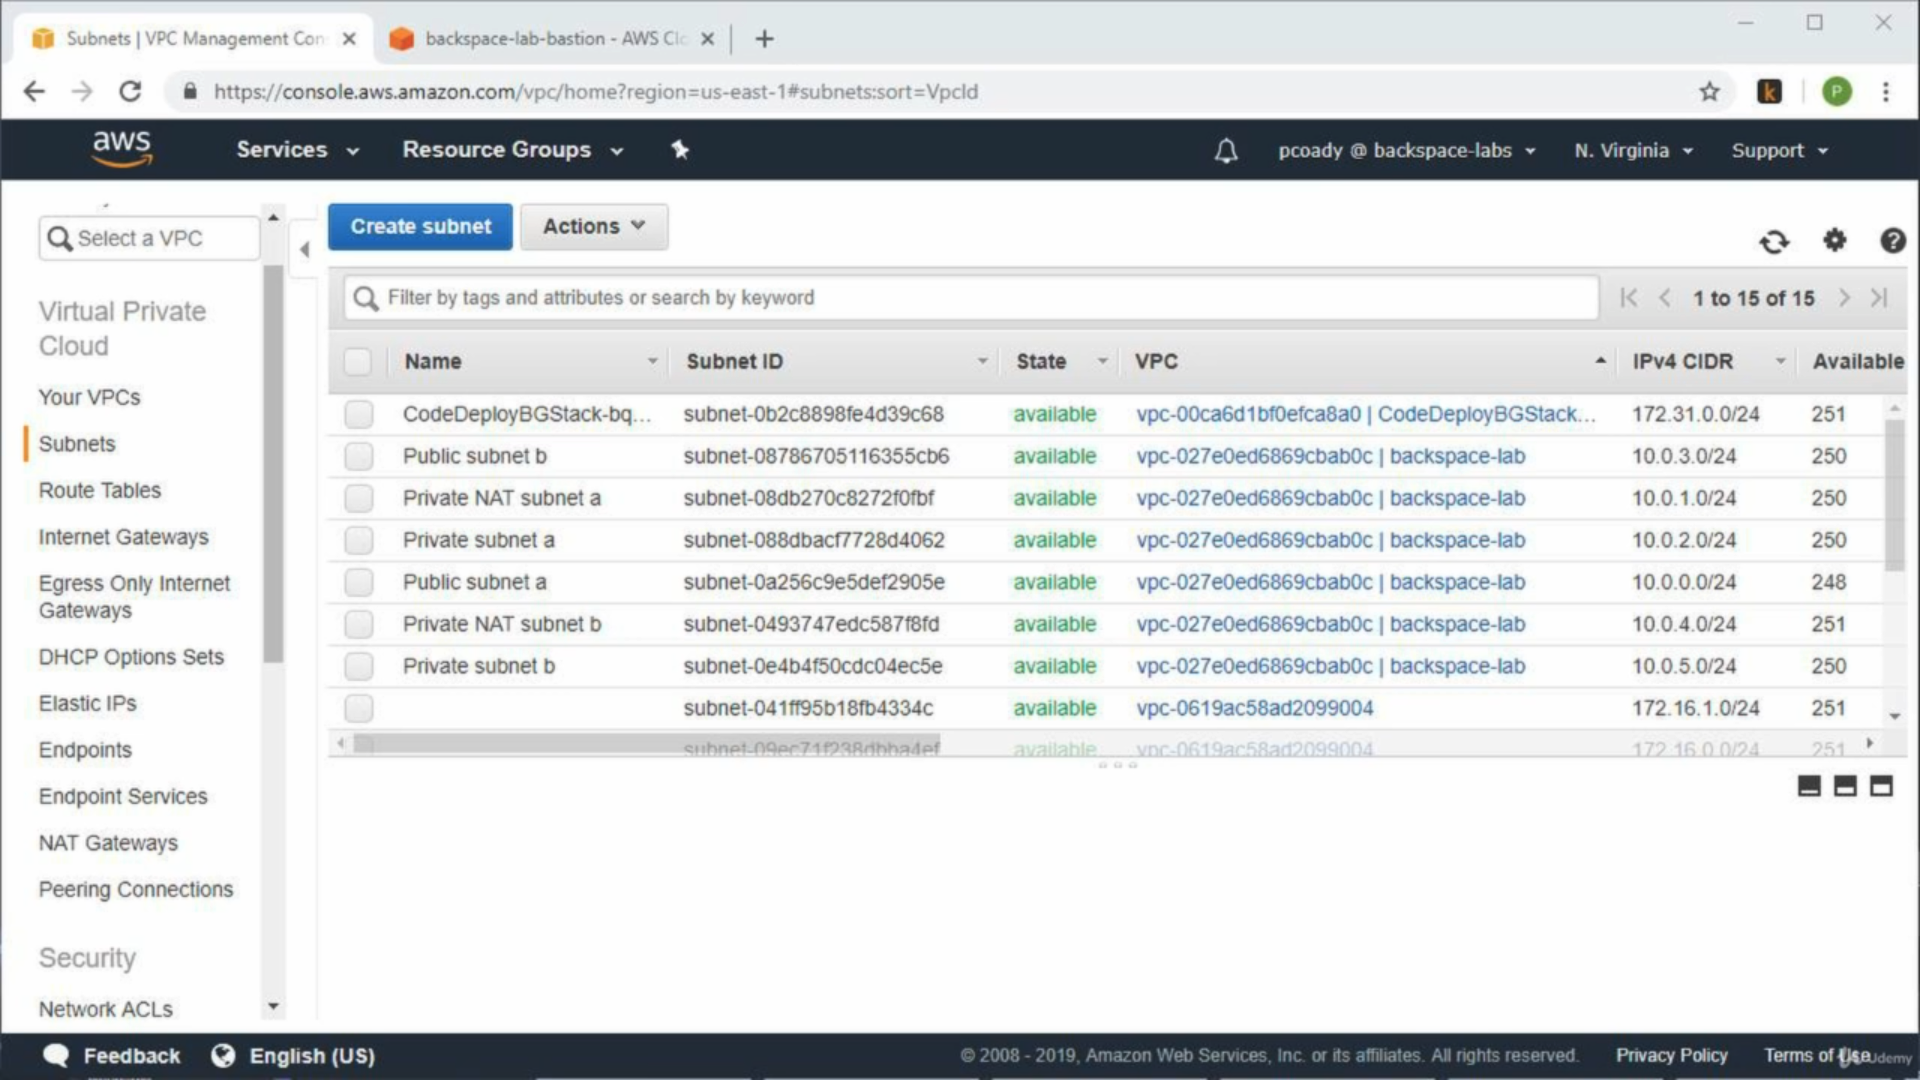 Subnets | VPC Management Con
backspace-lab-bastion - AWS Clo
https://console.aws.amazon.com/vpc/home?region=us-east-1#subnets:sort=VpcId
k
P
aws
Services
Resource Groups
pcoady @ backspace-labs
N. Virginia
Support
Select a VPC
Create subnet
Actions
Filter by tags and attributes or search by keyword
1 to 15 of 15
Virtual Private
Cloud
Your VPCs
Subnets
Route Tables
Internet Gateways
Egress Only Internet
Gateways
DHCP Options Sets
Elastic IPs
Endpoints
Endpoint Services
NAT Gateways
Peering Connections
Security
Network ACLs
Name Subnet ID State VPC IPv4 CIDR Available
CodeDeployBGStack-bq... subnet-0b2c8898fe4d39c68 available vpc-00ca6d1bf0efca8a0 | CodeDeployBGStack... 172.31.0.0/24 251
Public subnet b subnet-08786705116355cb6 available vpc-027e0ed6869cbab0c | backspace-lab 10.0.3.0/24 250
Private NAT subnet a subnet-08db270c8272f0fbf available vpc-027e0ed6869cbab0c | backspace-lab 10.0.1.0/24 250
Private subnet a subnet-088dbacf7728d4062 available vpc-027e0ed6869cbab0c | backspace-lab 10.0.2.0/24 250
Public subnet a subnet-0a256c9e5def2905e available vpc-027e0ed6869cbab0c | backspace-lab 10.0.0.0/24 248
Private NAT subnet b subnet-0493747edc587f8fd available vpc-027e0ed6869cbab0c | backspace-lab 10.0.4.0/24 251
Private subnet b subnet-0e4b4f50cdc04ec5e available vpc-027e0ed6869cbab0c | backspace-lab 10.0.5.0/24 250
subnet-041ff95b18fb4334c available vpc-0619ac58ad2099004 172.16.1.0/24 251
subnet-09ec71f238dbba4ef available vpc-0619ac58ad2099004 172.16.0.0/24 251
Feedback
English (US)
© 2008 - 2019, Amazon Web Services, Inc. or its affiliates. All rights reserved.
Privacy Policy
Terms of Use
Udemy